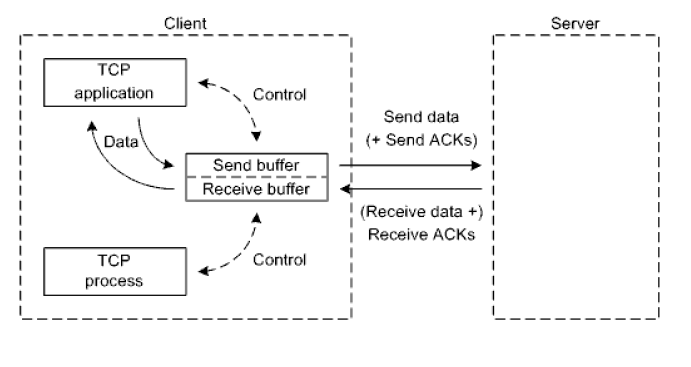 Client
Server
TCP
application
Control
Data
Send data
(+ Send ACKs)
Send buffer
Receive buffer
(Receive data +)
Receive ACKs
TCP
process
Control